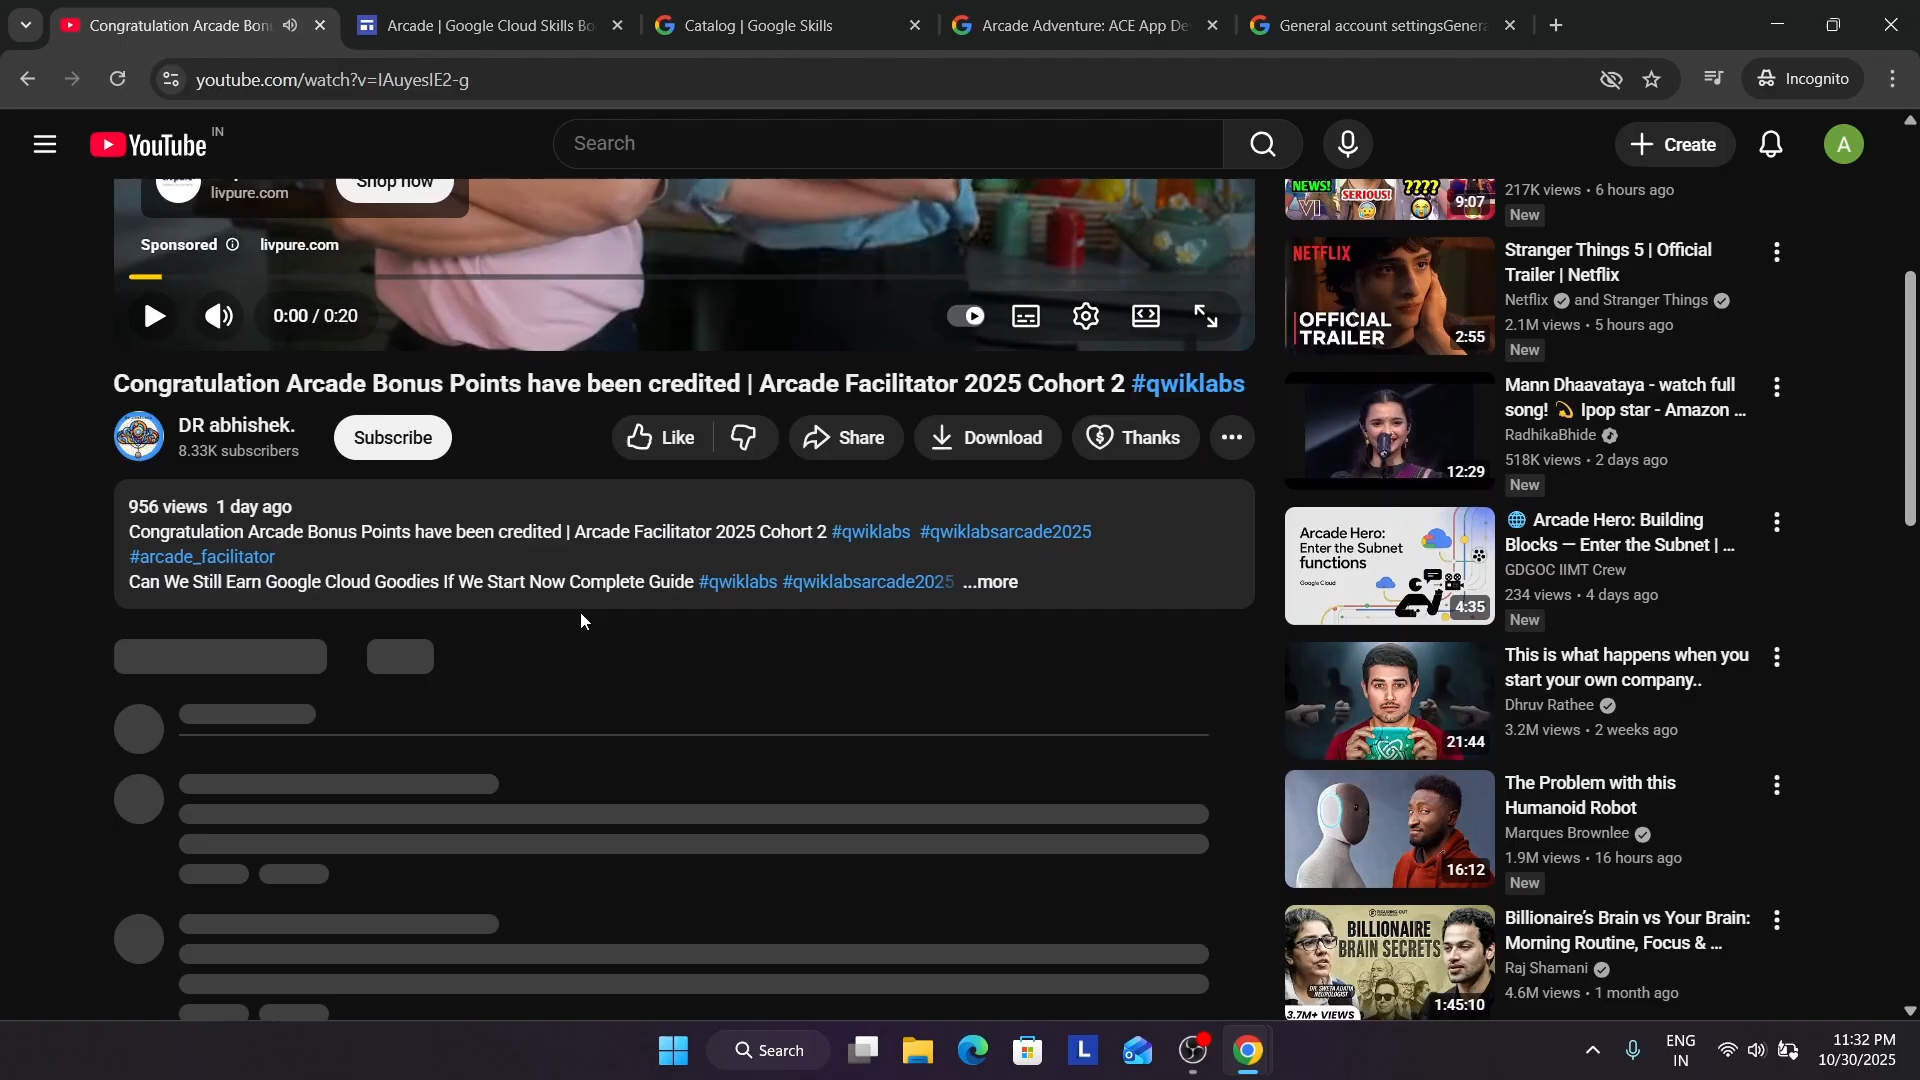 Congratulation Arcade Bon
Arcade | Google Cloud Skills Bo
Catalog | Google Skills
Arcade Adventure: ACE App De
General account settingsGenera
youtube.com/watch?v=IAuyesIE2-g
Incognito
YouTube IN
Search
Create
A
livpure.com
Shop now
Sponsored
livpure.com
0:00 / 0:20
Congratulation Arcade Bonus Points have been credited | Arcade Facilitator 2025 Cohort 2 #qwiklabs
DR abhishek.
8.33K subscribers
Subscribe
Like
Share
Download
Thanks
956 views 1 day ago
Congratulation Arcade Bonus Points have been credited | Arcade Facilitator 2025 Cohort 2 #qwiklabs #qwiklabsarcade2025
#arcade_facilitator
Can We Still Earn Google Cloud Goodies If We Start Now Complete Guide #qwiklabs #qwiklabsarcade2025 ...more
NEWS!
SERIOUS!
????
VI
9:07
217K views • 6 hours ago
New
NETFLIX
OFFICIAL
TRAILER
2:55
Stranger Things 5 | Official
Trailer | Netflix
Netflix and Stranger Things
2.1M views • 5 hours ago
New
12:29
Mann Dhaavataya - watch full
song! Ipop star - Amazon ...
RadhikaBhide
518K views • 2 days ago
New
Arcade Hero:
Enter the Subnet
functions
Google Cloud
4:35
Arcade Hero: Building
Blocks — Enter the Subnet | ...
GDGOC IIMT Crew
234 views • 4 days ago
New
21:44
This is what happens when you
start your own company..
Dhruv Rathee
3.2M views • 2 weeks ago
16:12
The Problem with this
Humanoid Robot
Marques Brownlee
1.9M views • 16 hours ago
New
FIGURING OUT
BILLIONAIRE
BRAIN SECRETS
3.7M+ VIEWS
1:45:10
Billionaire's Brain vs Your Brain:
Morning Routine, Focus & ...
Raj Shamani
4.6M views • 1 month ago
Search
L
ENG
IN
11:32 PM
10/30/2025